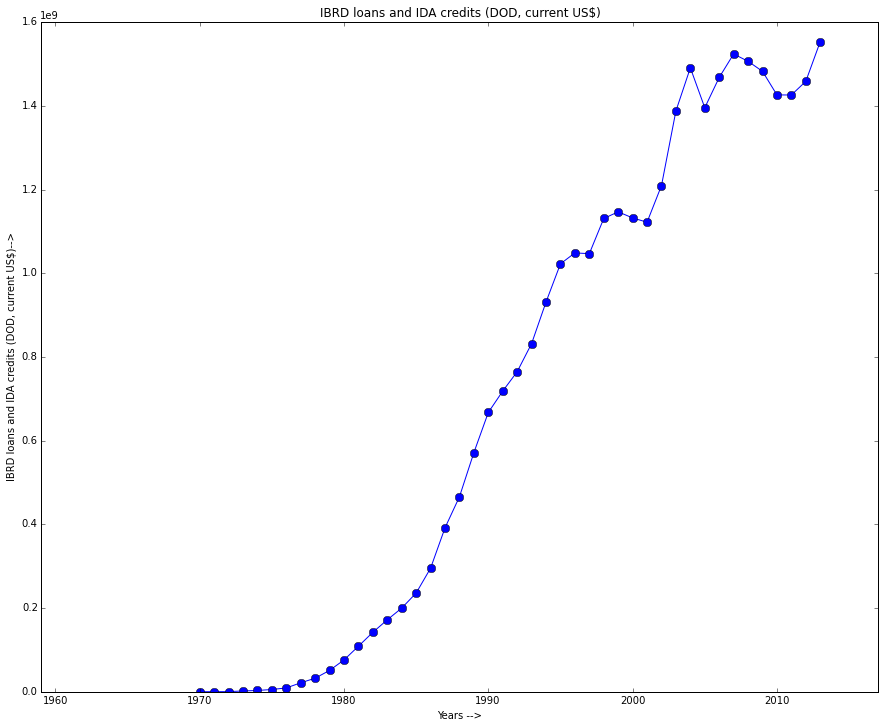 IBRD loans and IDA credits (DOD, current US$)
1e9
1.6
1.4
1.2
1.0
0.8
0.6
0.4
0.2
0.0
IBRD loans and IDA credits (DOD, current US$)-->
1960 1970 1980 1990 2000 2010
Years -->